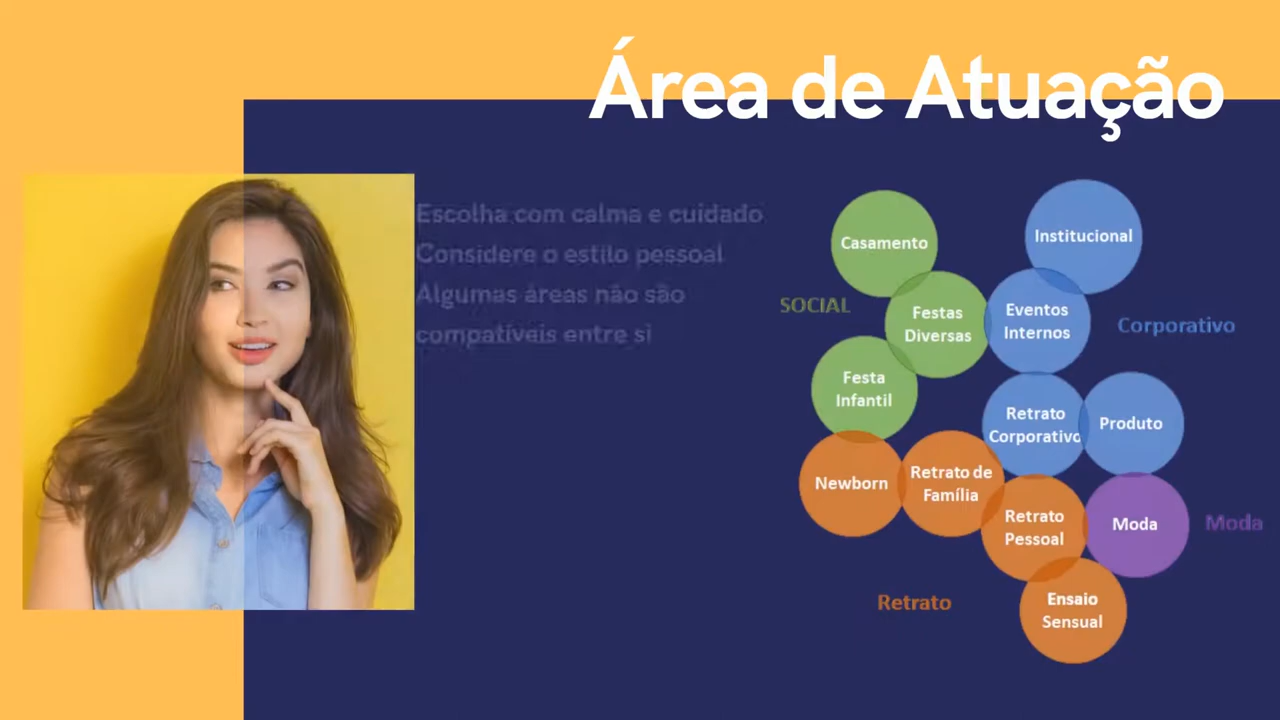 Área de Atuação
Escolha com calma e cuidado
Considere o estilo pessoal
Algumas áreas não são
compatíveis entre si
Casamento
Institucional
SOCIAL
Festas
Diversas
Eventos
Internos
Corporativo
Festa
Infantil
Retrato
Corporativo
Produto
Newborn
Retrato de
Família
Retrato
Pessoal
Moda
Moda
Retrato
Ensaio
Sensual